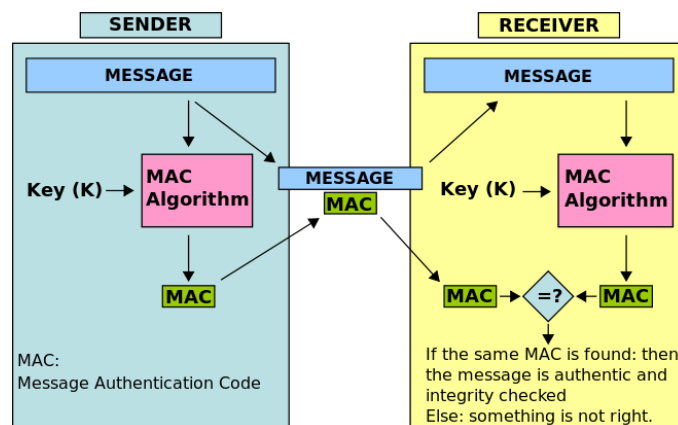 SENDER
MESSAGE
Key (K)
MAC
Algorithm
MAC
MAC:
Message Authentication Code
MESSAGE
MAC
RECEIVER
MESSAGE
Key (K)
MAC
Algorithm
MAC
=?
MAC
If the same MAC is found: then
the message is authentic and
integrity checked
Else: something is not right.